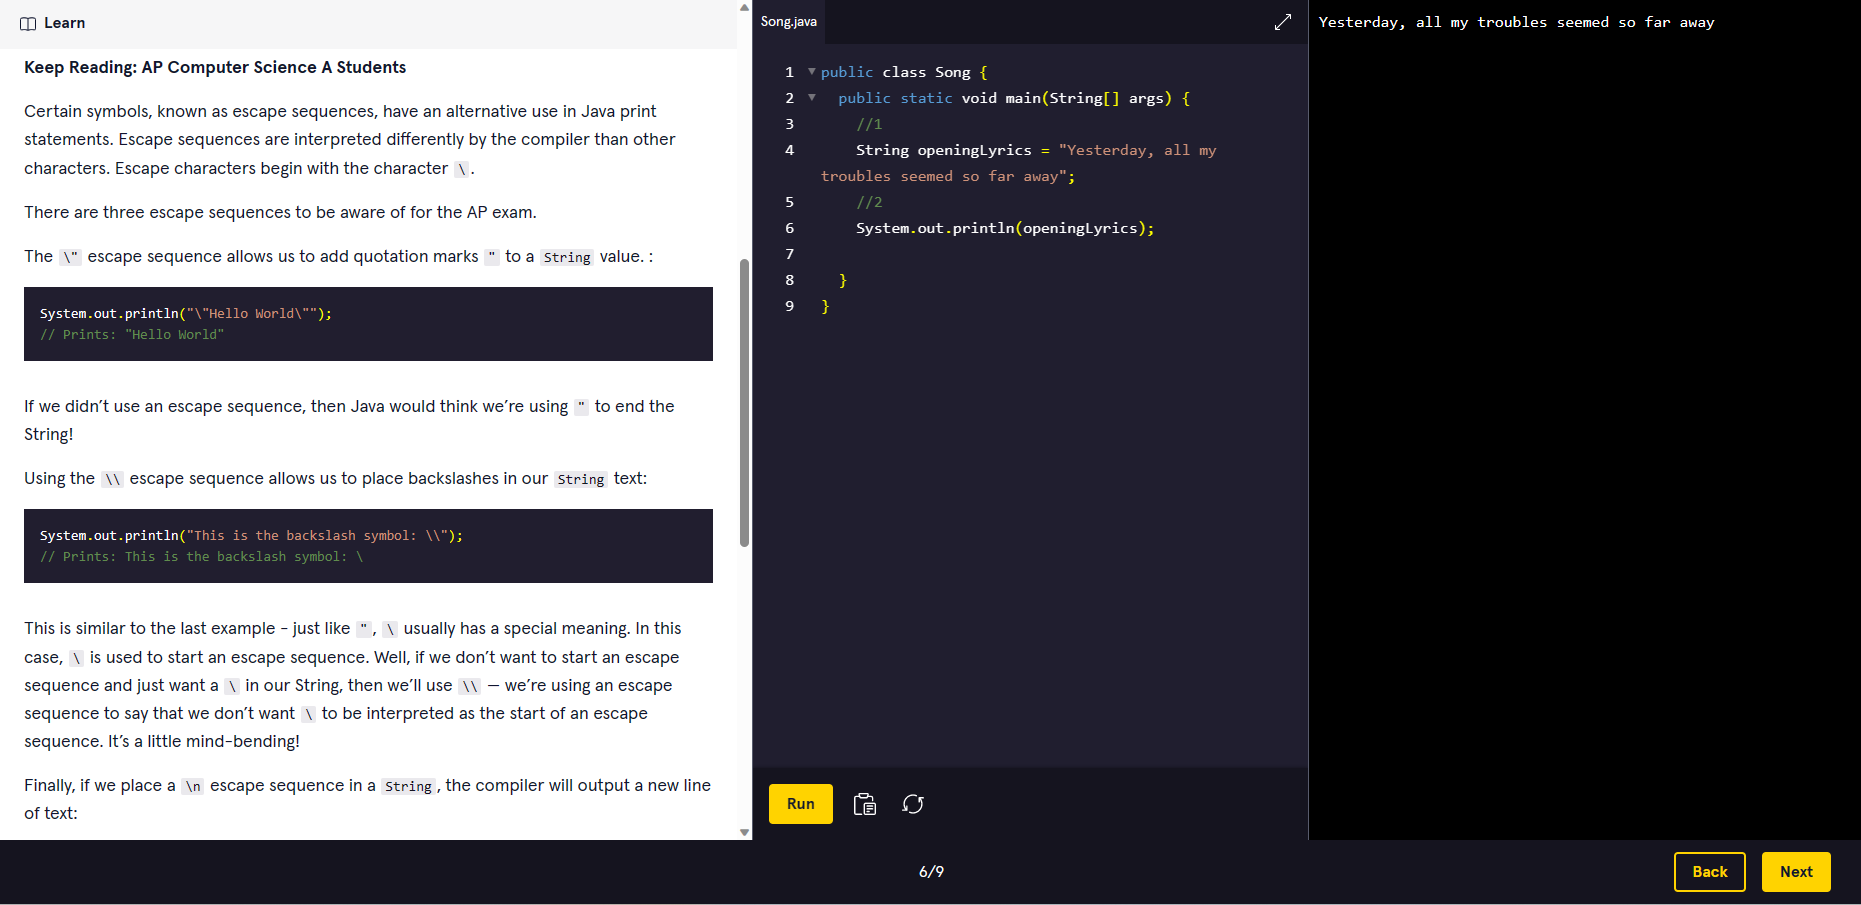 Learn
Keep Reading: AP Computer Science A Students
Certain symbols, known as escape sequences, have an alternative use in Java print
statements. Escape sequences are interpreted differently by the compiler than other
characters. Escape characters begin with the character \.
There are three escape sequences to be aware of for the AP exam.
The \" escape sequence allows us to add quotation marks " to a String value. :
System.out.println("\"Hello World\"");
// Prints: "Hello World"
If we didn’t use an escape sequence, then Java would think we’re using " to end the
String!
Using the \\ escape sequence allows us to place backslashes in our String text:
System.out.println("This is the backslash symbol: \\");
// Prints: This is the backslash symbol: \
This is similar to the last example - just like ", \ usually has a special meaning. In this
case, \ is used to start an escape sequence. Well, if we don’t want to start an escape
sequence and just want a \ in our String, then we’ll use \\ — we’re using an escape
sequence to say that we don’t want \ to be interpreted as the start of an escape
sequence. It’s a little mind-bending!
Finally, if we place a \n escape sequence in a String, the compiler will output a new line
of text:
Song.java
1 public class Song {
2 public static void main(String[] args) {
3 //1
4 String openingLyrics = "Yesterday, all my
troubles seemed so far away";
5 //2
6 System.out.println(openingLyrics);
7
8 }
9 }
Run
Yesterday, all my troubles seemed so far away
6/9
Back
Next